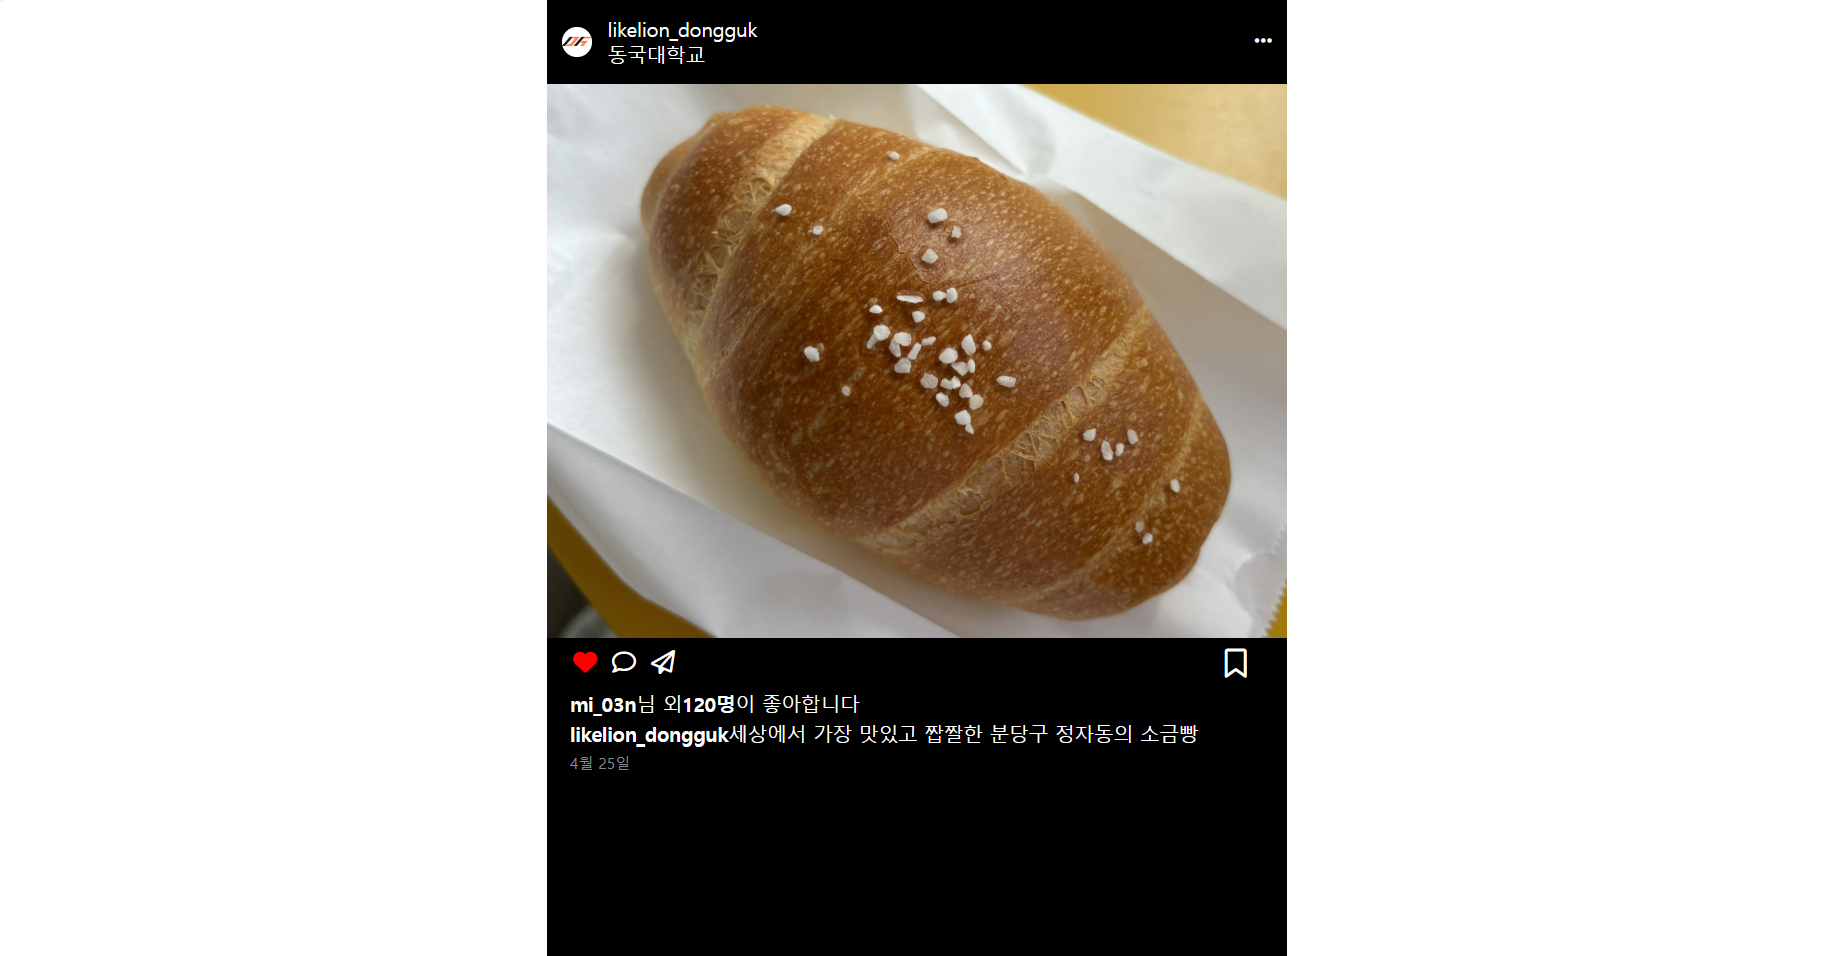 likelion_dongguk
동국대학교
mi_03n님 외120명이 좋아합니다
likelion_dongguk세상에서 가장 맛있고 짭짤한 분당구 정자동의 소금빵
4월 25일